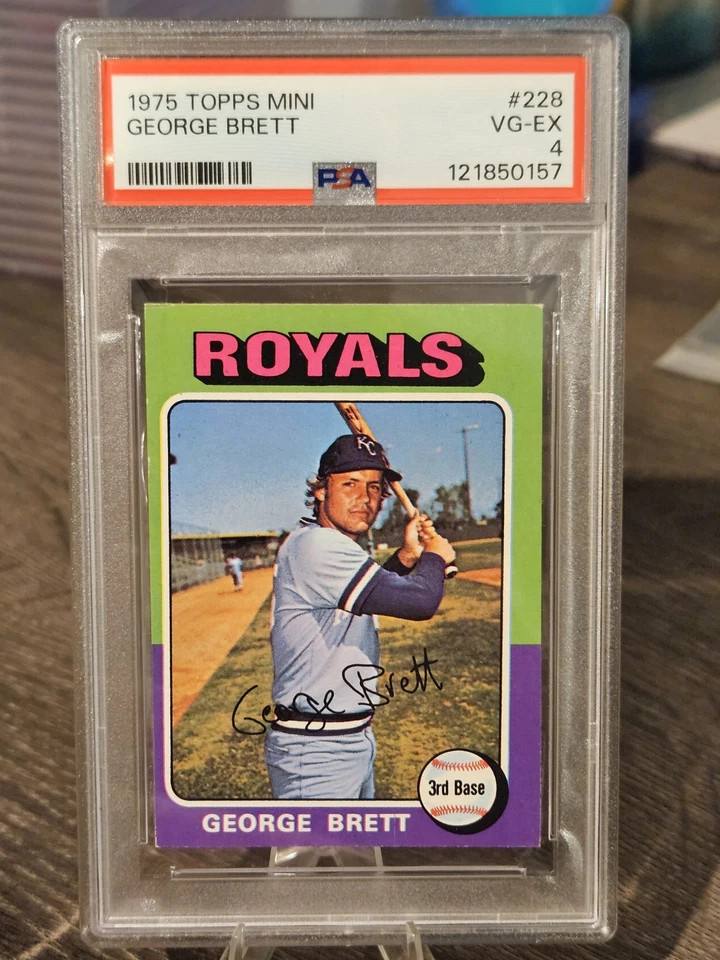 1975 TOPPS MINI #228
GEORGE BRETT VG-EX
4
PSA 121850157
ROYALS
KC
George Brett
3rd Base
GEORGE BRETT